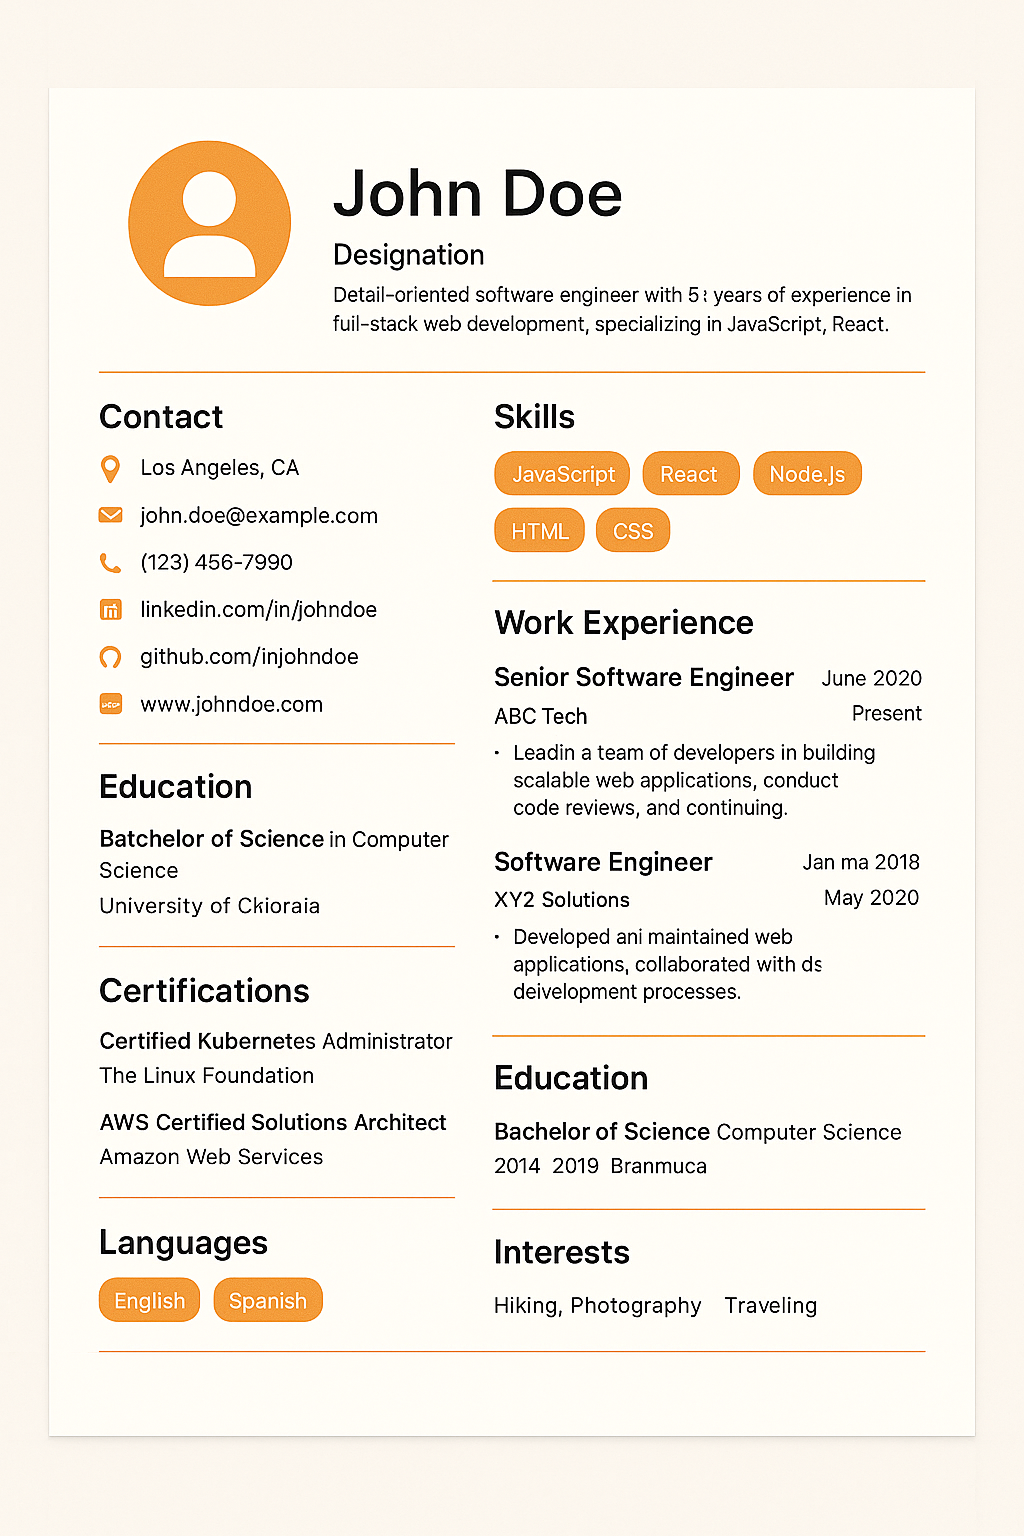 John Doe
Designation
Detail-oriented software engineer with 5 years of experience in
fuil-stack web development, specializing in JavaScript, React.
Contact
Los Angeles, CA
john.doe@example.com
(123) 456-7990
linkedin.com/in/johndoe
github.com/injohndoe
www.johndoe.com
Education
Batchelor of Science in Computer
Science
University of
Certifications
Certified Kubernetes Administrator
The Linux Foundation
AWS Certified Solutions Architect
Amazon Web Services
Languages
English Spanish
Skills
JavaScript React Node.Js
HTML CSS
Work Experience
Senior Software Engineer June 2020
ABC Tech Present
• Leadin a team of developers in building
scalable web applications, conduct
code reviews, and continuing.
Software Engineer Jan ma 2018
XY2 Solutions May 2020
• Developed ani maintained web
applications, collaborated with ds
deivelopment processes.
Education
Bachelor of Science Computer Science
2014 2019 Branmuca
Interests
Hiking, Photography Traveling